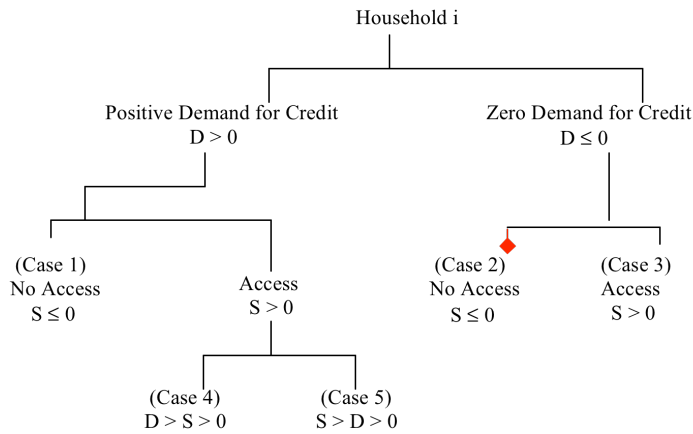 Household i
Positive Demand for Credit
D > 0
Zero Demand for Credit
D ≤ 0
(Case 1)
No Access
S ≤ 0
Access
S > 0
(Case 2)
No Access
S ≤ 0
(Case 3)
Access
S > 0
(Case 4)
D > S > 0
(Case 5)
S > D > 0